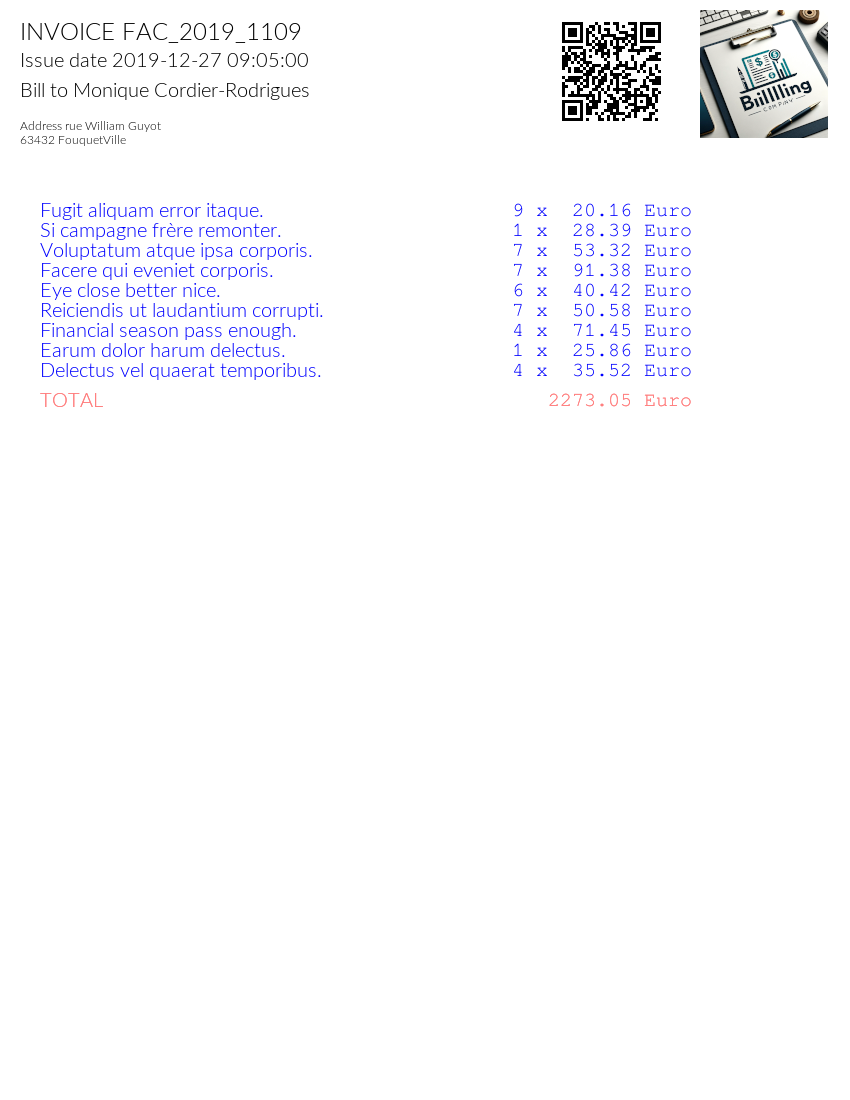 INVOICE FAC_2019_1109
Issue date 2019-12-27 09:05:00
Bill to Monique Cordier-Rodrigues
Address rue William Guyot
63432 FouquetVille
Biillling
COMPANY
Fugit aliquam error itaque. 9 x 20.16 Euro
Si campagne frère remonter. 1 x 28.39 Euro
Voluptatum atque ipsa corporis. 7 x 53.32 Euro
Facere qui eveniet corporis. 7 x 91.38 Euro
Eye close better nice. 6 x 40.42 Euro
Reiciendis ut laudantium corrupti. 7 x 50.58 Euro
Financial season pass enough. 4 x 71.45 Euro
Earum dolor harum delectus. 1 x 25.86 Euro
Delectus vel quaerat temporibus. 4 x 35.52 Euro
TOTAL 2273.05 Euro